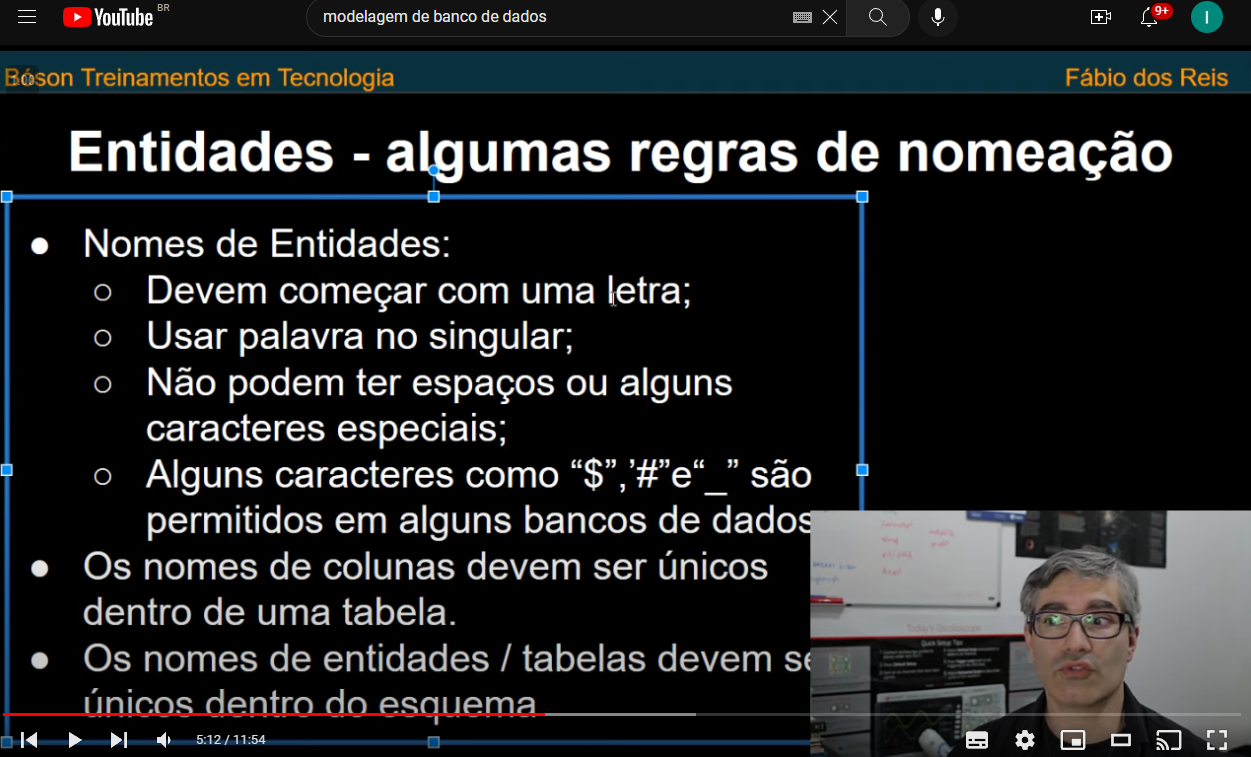 YouTube BR
modelagem de banco de dados
9+
I
Bóson Treinamentos em Tecnologia
Fábio dos Reis
Entidades - algumas regras de nomeação
● Nomes de Entidades:
○ Devem começar com uma letra;
○ Usar palavra no singular;
○ Não podem ter espaços ou alguns
caracteres especiais;
○ Alguns caracteres como “$”,’#”e“_” são
permitidos em alguns bancos de dados
● Os nomes de colunas devem ser únicos
dentro de uma tabela.
● Os nomes de entidades / tabelas devem se
únicos dentro do esquema
Quick Setup Tips
5:12 / 11:54